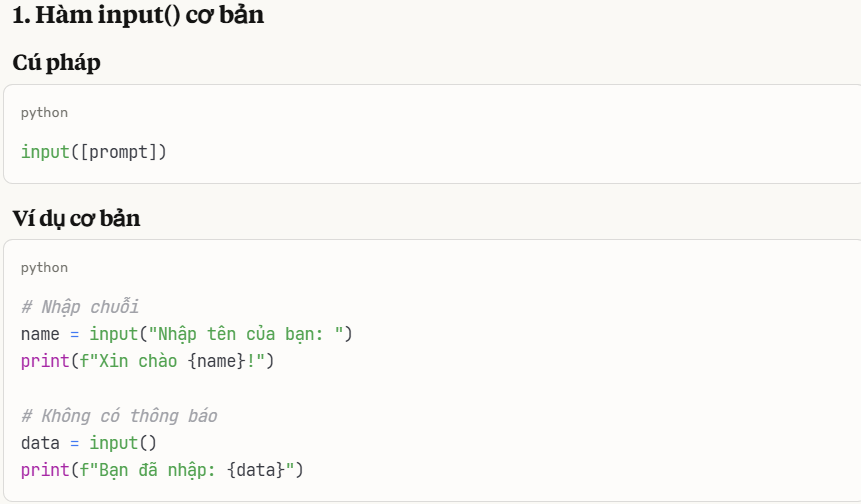 1. Hàm input() cơ bản
Cú pháp
python
input([prompt])
Ví dụ cơ bản
python
# Nhập chuỗi
name = input("Nhập tên của bạn: ")
print(f"Xin chào {name}!")
# Không có thông báo
data = input()
print(f"Bạn đã nhập: {data}")